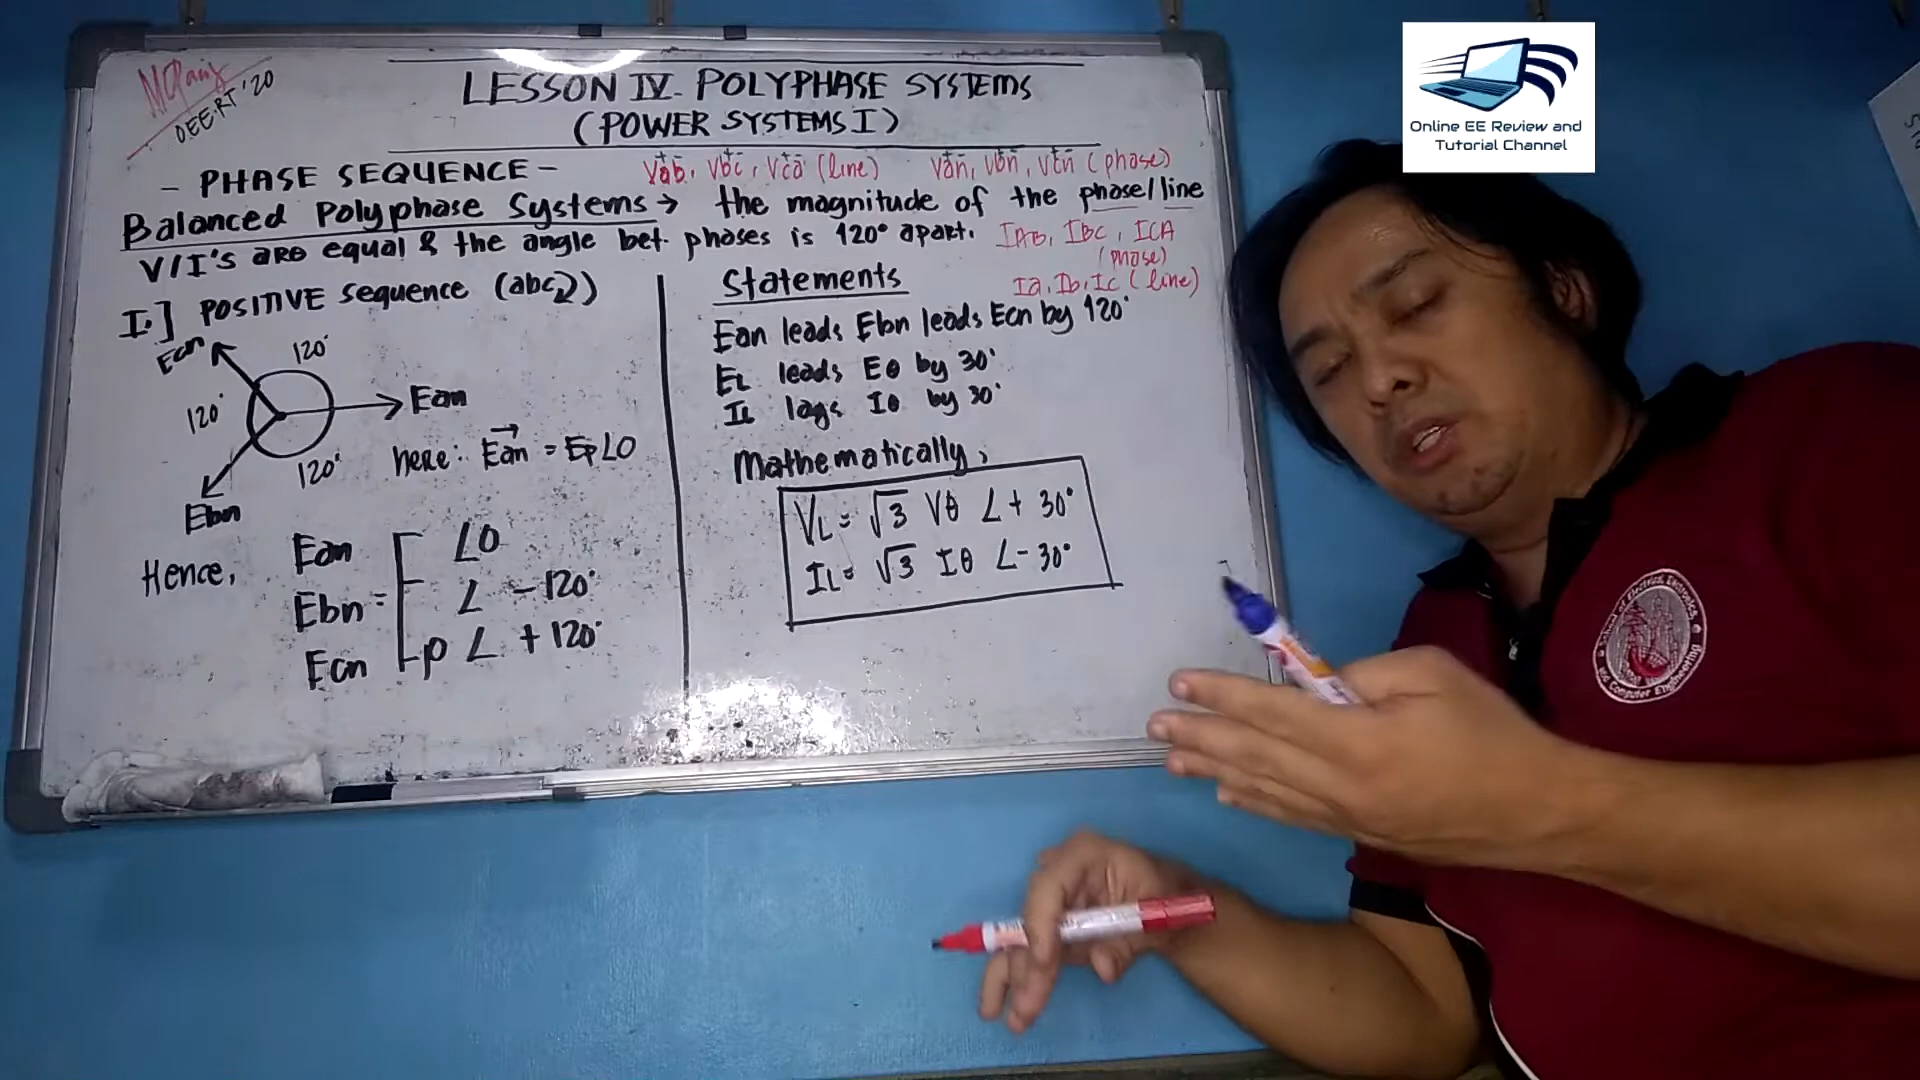 O.EE.RT '20
LESSON IV. POLYPHASE SYSTEMS
(POWER SYSTEMS I)
- PHASE SEQUENCE -
Vab, Vbc, Vca (line) Van, Vbn, Vcn (phase)
Balanced Polyphase Systems → the magnitude of the phase/line
V/I's are equal & the angle bet. phases is 120° apart.
IAB, IBC, ICA
(phase)
Ia, Ib, Ic (line)
I.] POSITIVE sequence (abc)
Ecn 120°
120° Ean
120°
Ebn
here: Ean = Ep∠0
Hence,
Ean ∠0
Ebn = ∠ -120°
Ecn p ∠ +120°
Statements
Ean leads Ebn leads Ecn by 120°
EL leads Eθ by 30°
IL lags Iθ by 30°
Mathematically,
VL = √3 Vθ ∠+ 30°
IL = √3 Iθ ∠- 30°
Online EE Review and
Tutorial Channel
and Computer Engineering